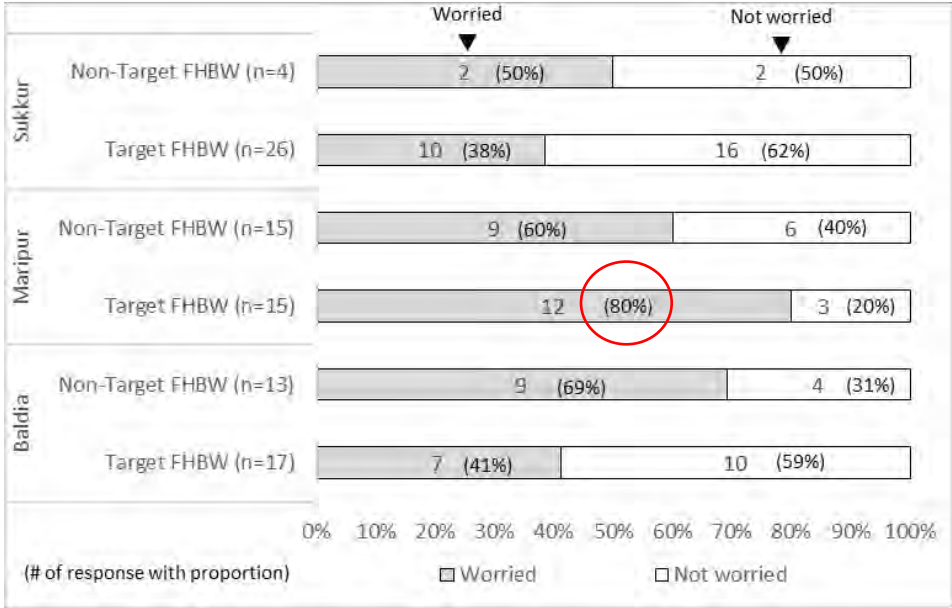 Worried Not worried
Sukkur
Non-Target FHBW (n=4) 2 (50%) 2 (50%)
Target FHBW (n=26) 10 (38%) 16 (62%)
Maripur
Non-Target FHBW (n=15) 9 (60%) 6 (40%)
Target FHBW (n=15) 12 (80%) 3 (20%)
Baldia
Non-Target FHBW (n=13) 9 (69%) 4 (31%)
Target FHBW (n=17) 7 (41%) 10 (59%)
0% 10% 20% 30% 40% 50% 60% 70% 80% 90% 100%
(# of response with proportion) Worried Not worried